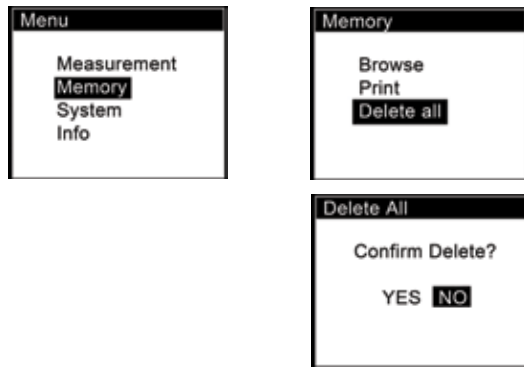 Menu
Measurement
Memory
System
Info
Memory
Browse
Print
Delete all
Delete All
Confirm Delete?
YES NO